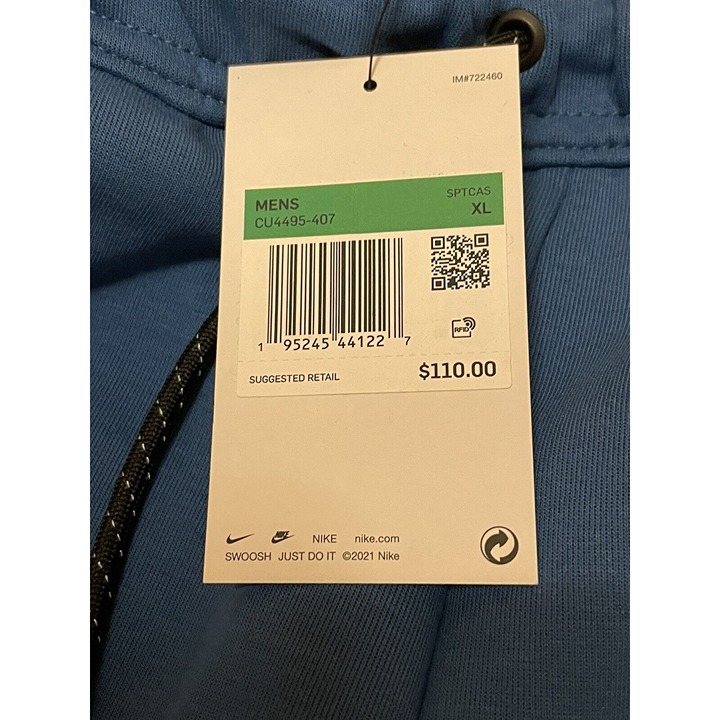 IM#722460
MENS SPTCAS
CU4495-407 XL
1 95245 44122 7
RFID
SUGGESTED RETAIL $110.00
NIKE NIKE nike.com
SWOOSH JUST DO IT ©2021 Nike